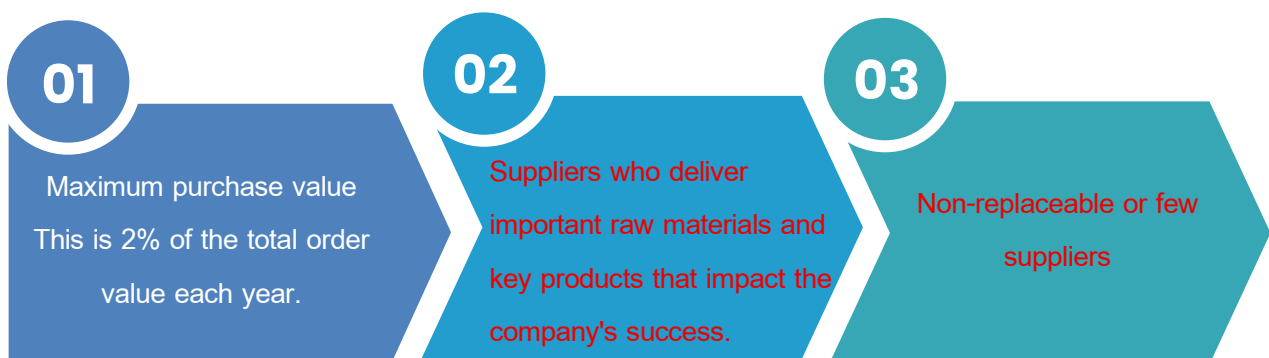 01
Maximum purchase value
This is 2% of the total order
value each year.
02
Suppliers who deliver
important raw materials and
key products that impact the
company's success.
03
Non-replaceable or few
suppliers